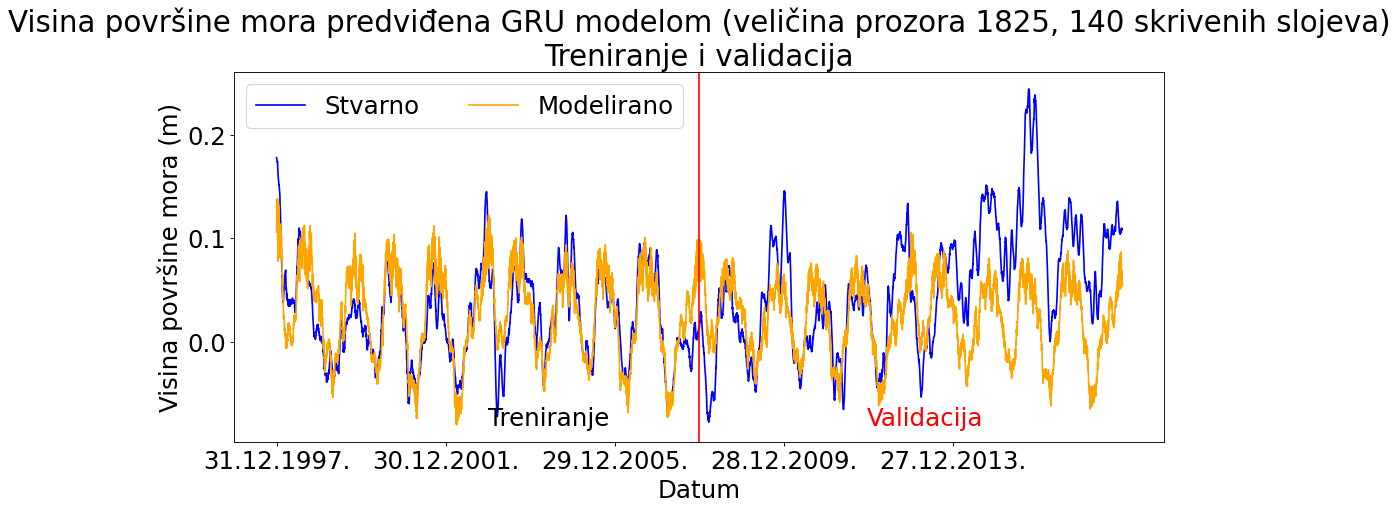 Visina površine mora predviđena GRU modelom (veličina prozora 1825, 140 skrivenih slojeva)
Treniranje i validacija
Stvarno
Modelirano
Visina površine mora (m)
0.2
0.1
0.0
Treniranje
Validacija
31.12.1997.
30.12.2001.
29.12.2005.
28.12.2009.
27.12.2013.
Datum